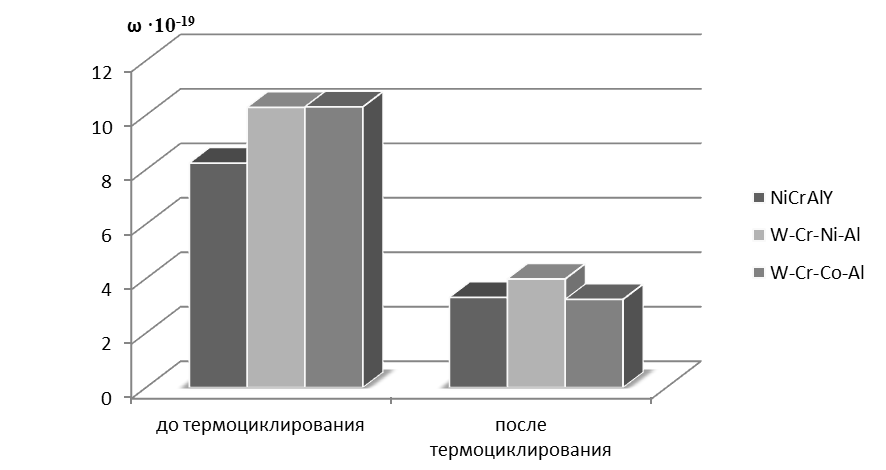 ω ·10-19
12
10
8
6
4
2
0
до термоциклирования
после
термоциклирования
NiCrAlY
W-Cr-Ni-Al
W-Cr-Co-Al